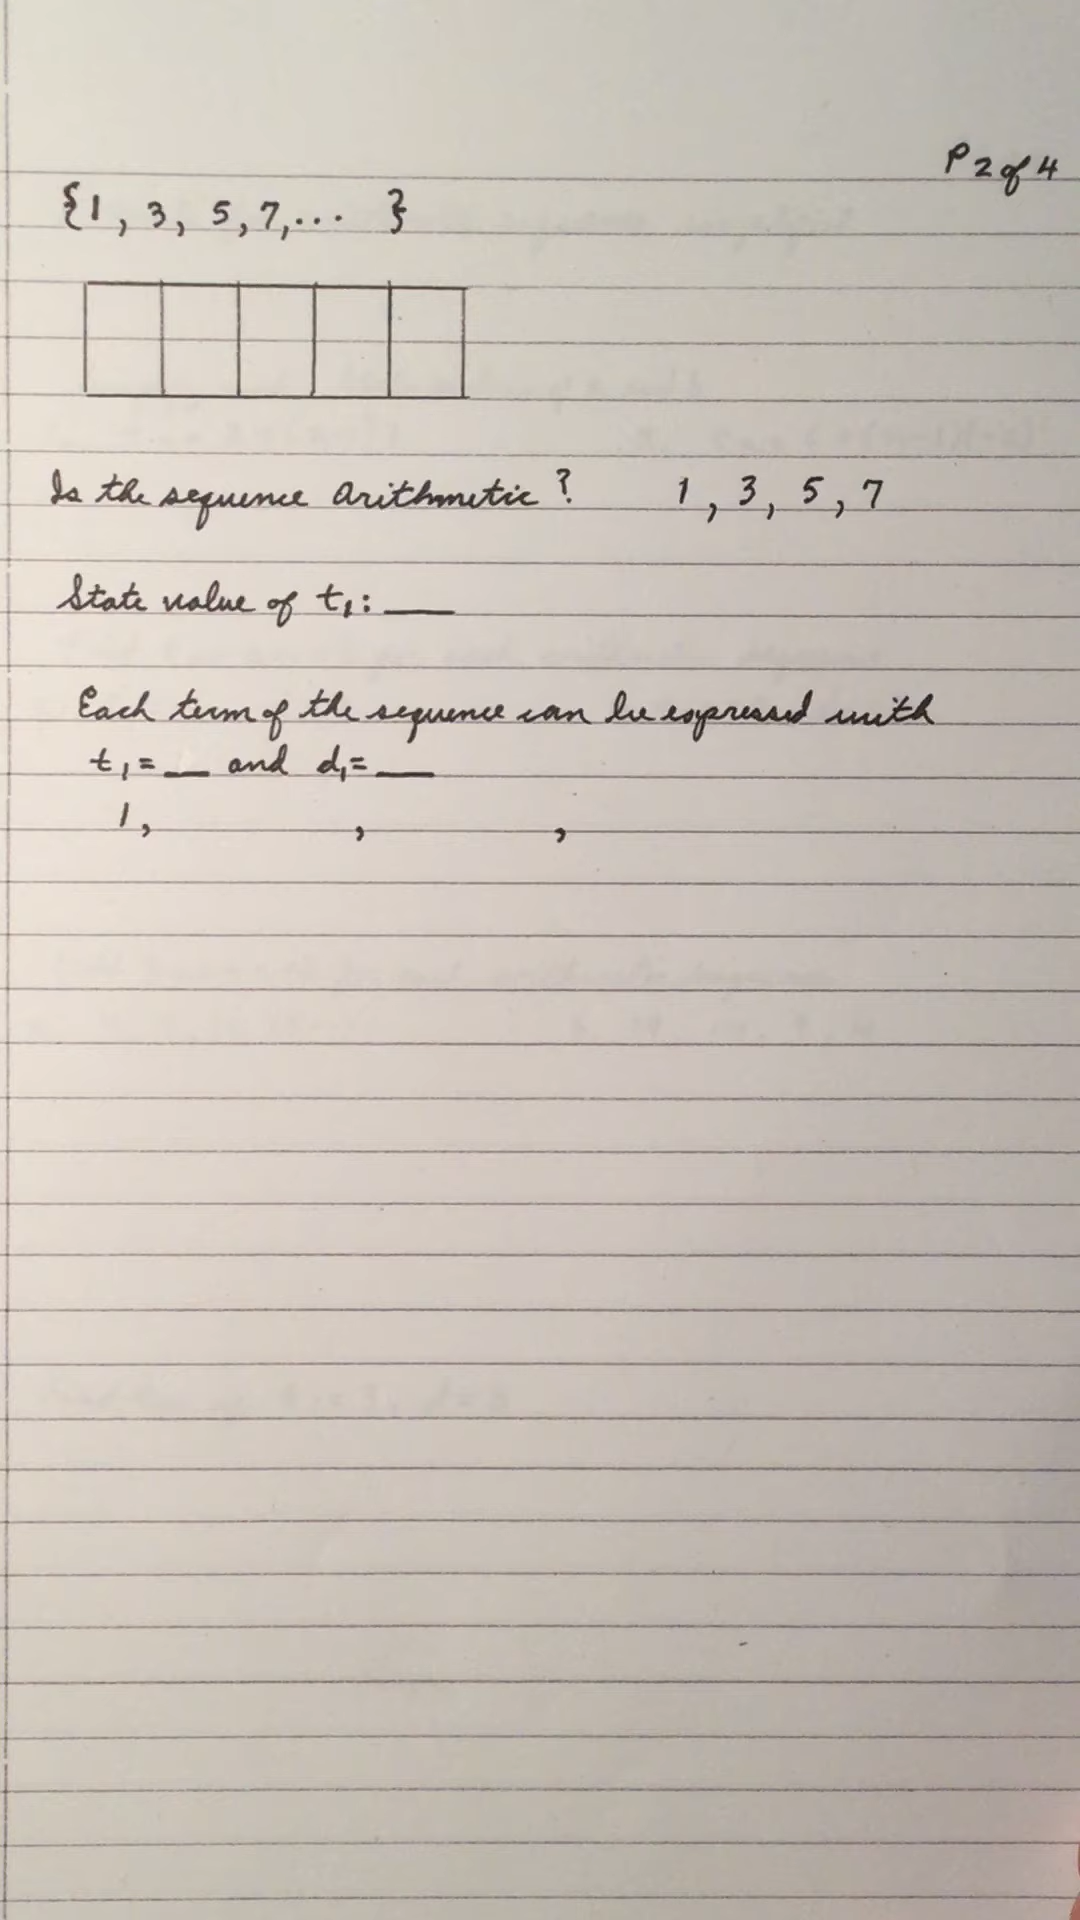 P 2 of 4
{1, 3, 5, 7, ... }
Is the sequence arithmetic? 1, 3, 5, 7
State value of t₁: ___
Each term of the sequence can be expressed with
t₁ = __ and d₁= ___
1, , ,